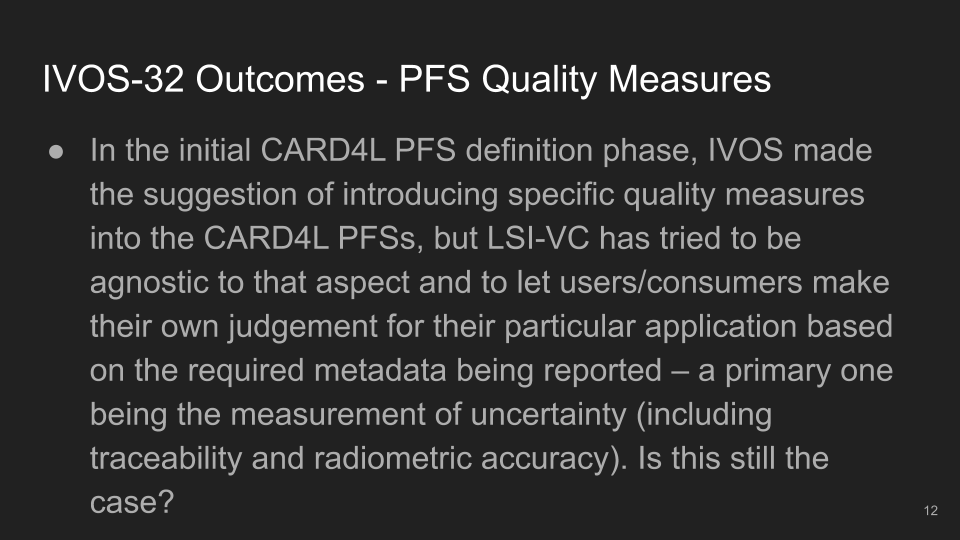 IVOS-32 Outcomes - PFS Quality Measures
● In the initial CARD4L PFS definition phase, IVOS made
the suggestion of introducing specific quality measures
into the CARD4L PFSs, but LSI-VC has tried to be
agnostic to that aspect and to let users/consumers make
their own judgement for their particular application based
on the required metadata being reported – a primary one
being the measurement of uncertainty (including
traceability and radiometric accuracy). Is this still the
case?
12